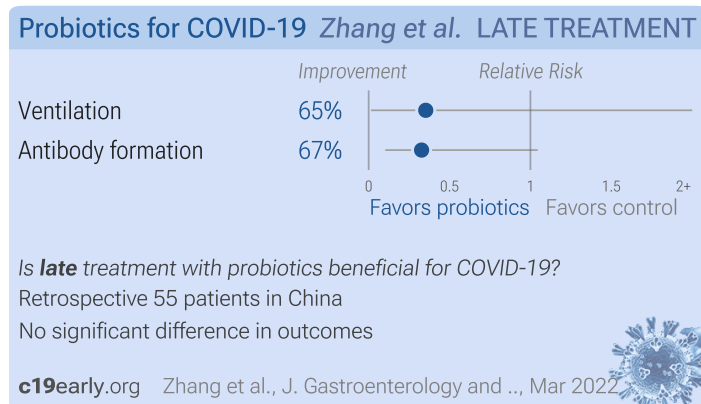 Probiotics for COVID-19 Zhang et al. LATE TREATMENT
Improvement Relative Risk
Ventilation 65%
Antibody formation 67%
0 0.5 1 1.5 2+
Favors probiotics Favors control
Is late treatment with probiotics beneficial for COVID-19?
Retrospective 55 patients in China
No significant difference in outcomes
c19early.org Zhang et al., J. Gastroenterology and .., Mar 2022